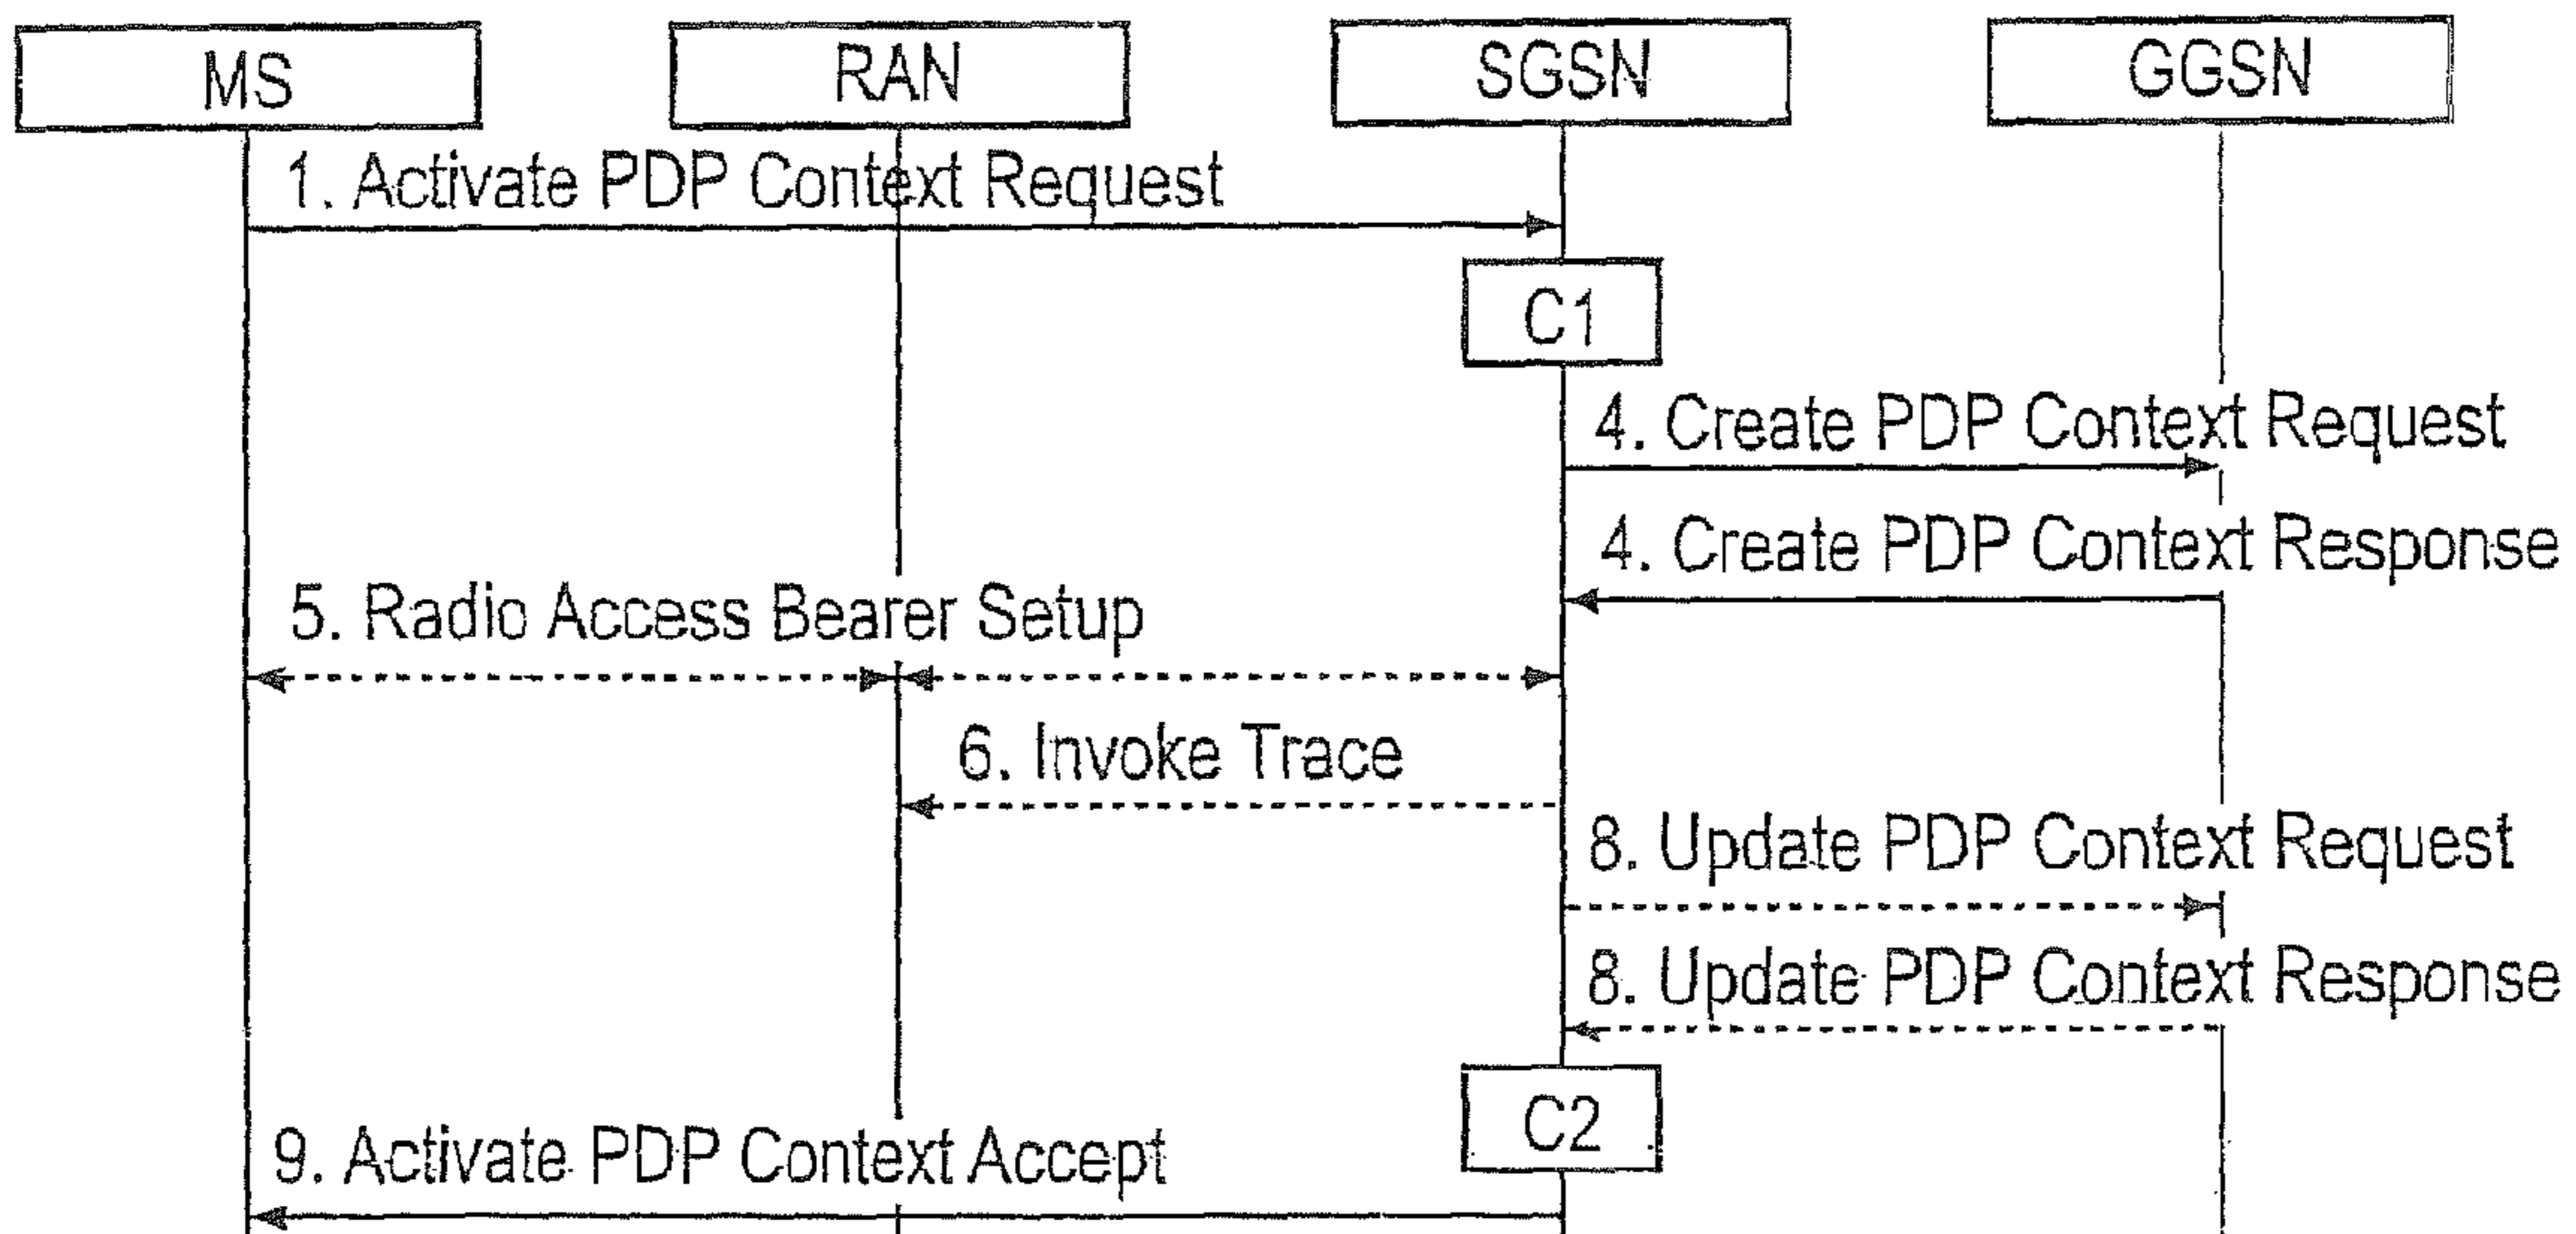 MS
RAN
SGSN
GGSN
1. Activate PDP Context Request
C1
4. Create PDP Context Request
4. Create PDP Context Response
5. Radio Access Bearer Setup
6. Invoke Trace
8. Update PDP Context Request
8. Update PDP Context Response
C2
9. Activate PDP Context Accept